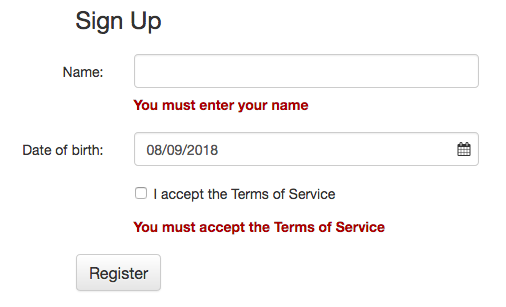 Sign Up
Name:
You must enter your name
Date of birth: 08/09/2018
I accept the Terms of Service
You must accept the Terms of Service
Register